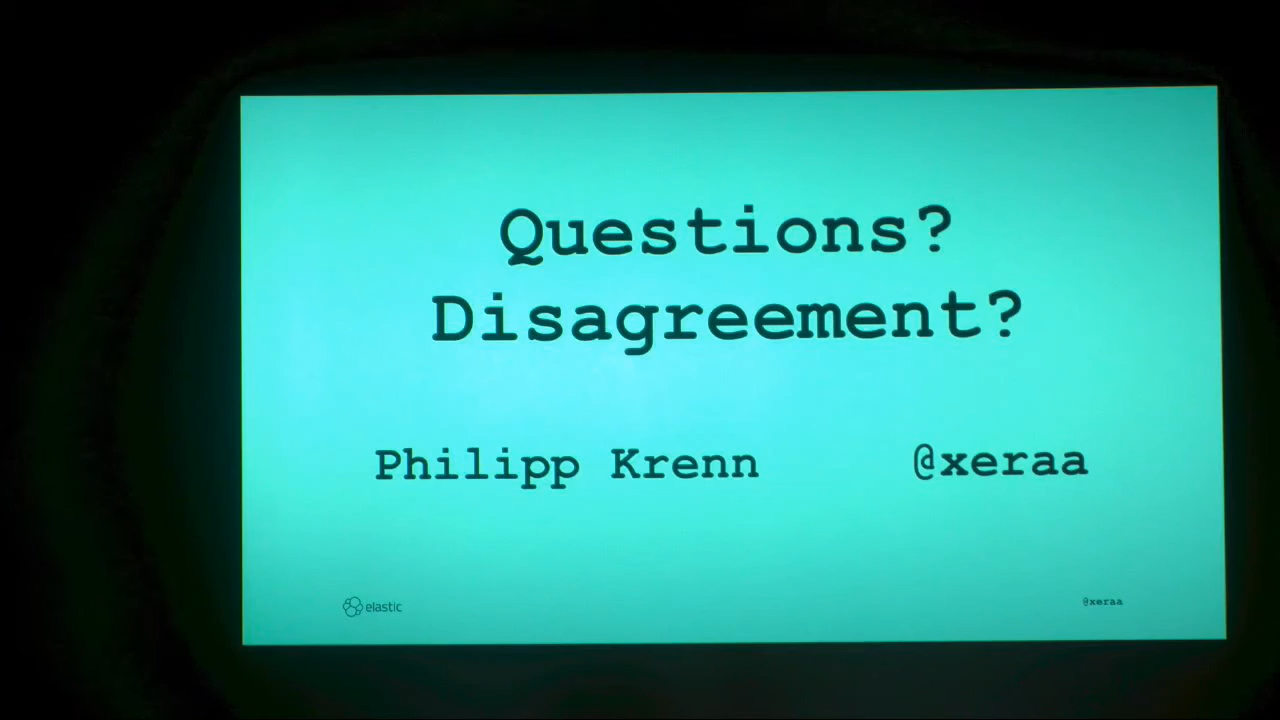 Questions?
Disagreement?
Philipp Krenn @xeraa
elastic @xeraa